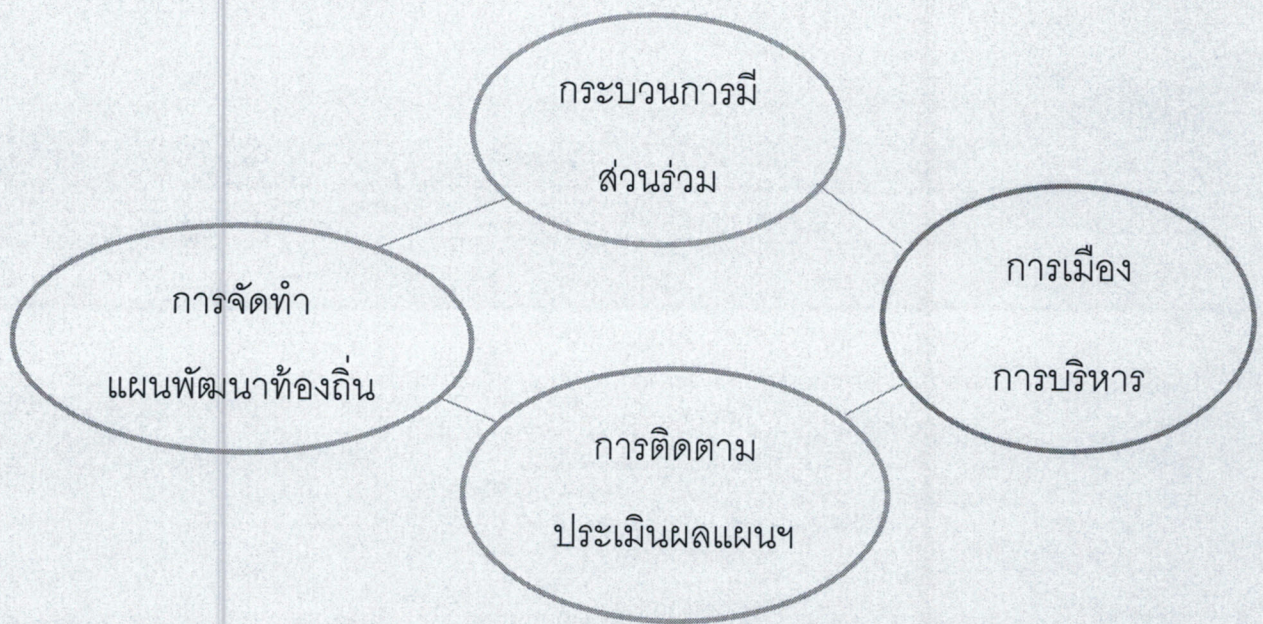 กระบวนการมี
ส่วนร่วม
การเมือง
การบริหาร
การจัดทำ
แผนพัฒนาท้องถิ่น
การติดตาม
ประเมินผลแผนฯ